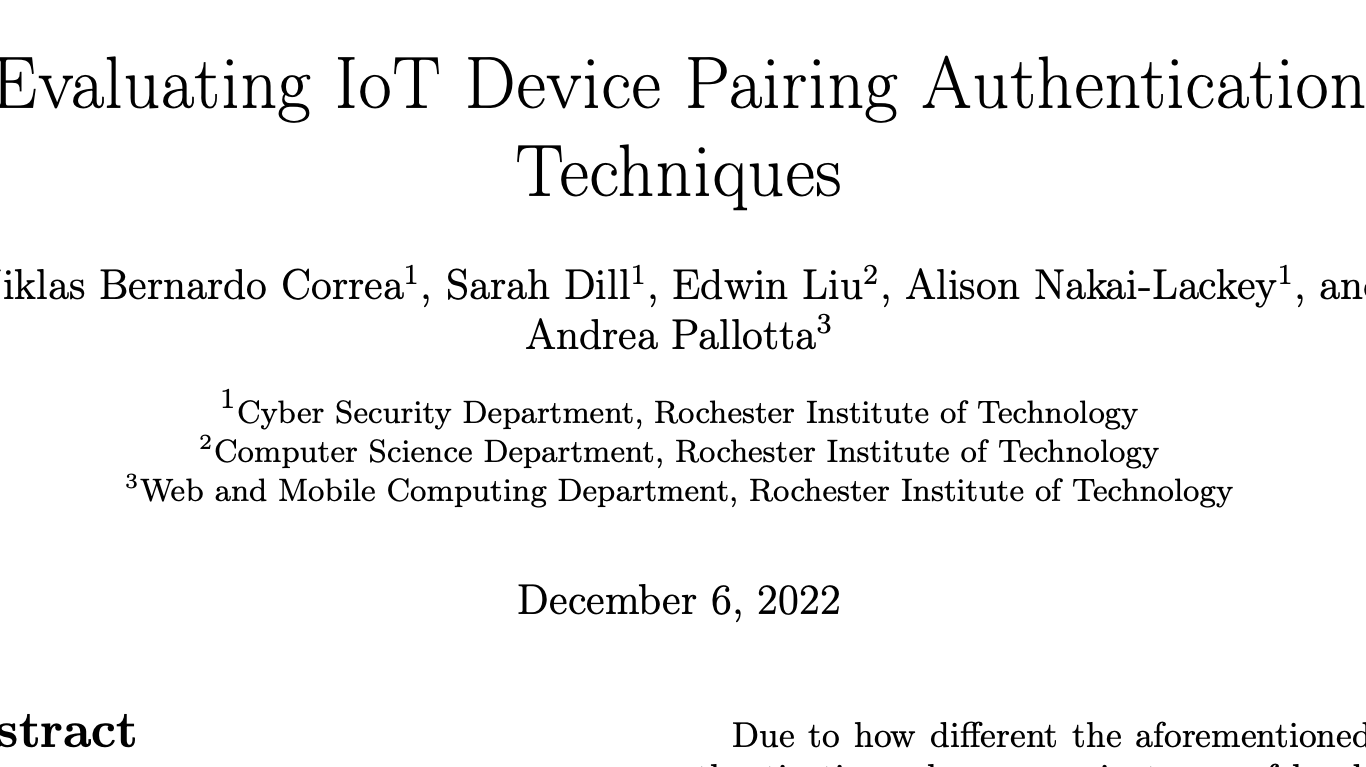 Evaluating IoT Device Pairing Authentication
Techniques
iklas Bernardo Correa¹, Sarah Dill¹, Edwin Liu², Alison Nakai-Lackey¹, an
Andrea Pallotta³
¹Cyber Security Department, Rochester Institute of Technology
²Computer Science Department, Rochester Institute of Technology
³Web and Mobile Computing Department, Rochester Institute of Technology
December 6, 2022
stract
Due to how different the aforementioned